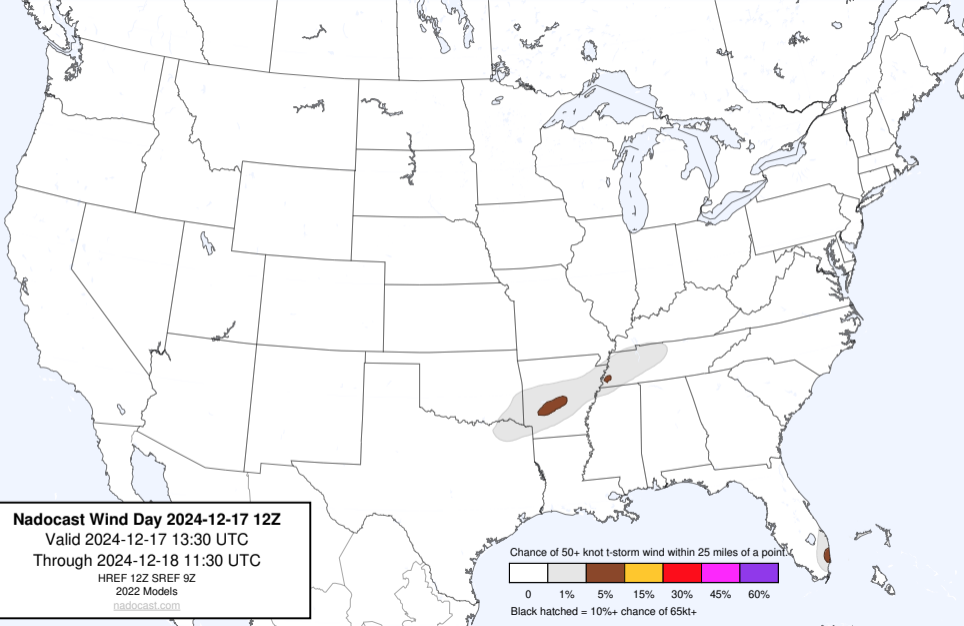 Nadocast Wind Day 2024-12-17 12Z
Valid 2024-12-17 13:30 UTC
Through 2024-12-18 11:30 UTC
HREF 12Z SREF 9Z
2022 Models
nadocast.com
Chance of 50+ knot t-storm wind within 25 miles of a point.
0 1% 5% 15% 30% 45% 60%
Black hatched = 10%+ chance of 65kt+